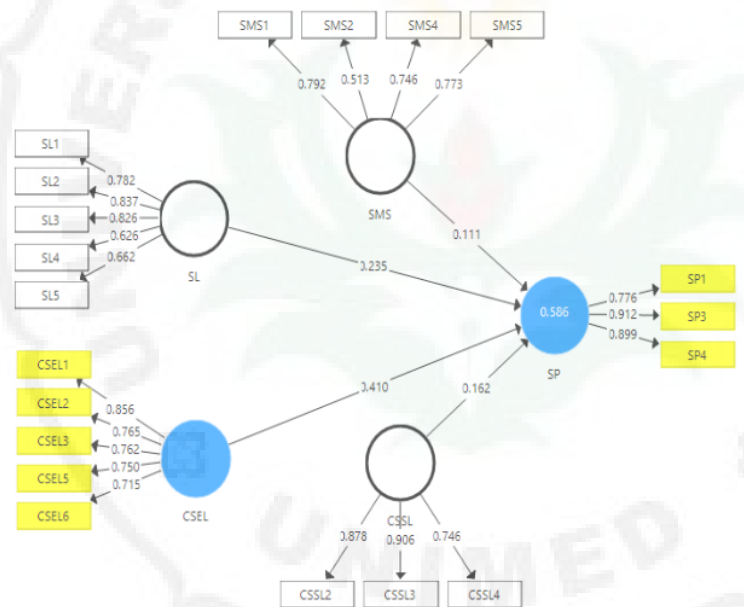 SMS1 SMS2 SMS4 SMS5
0.792 0.513 0.746 0.773
SMS
SL1
SL2
SL3
SL4
SL5
0.782
0.837
0.826
0.626
0.662
SL
0.111
0.235
0.586
SP
0.776
0.912
0.899
SP1
SP3
SP4
CSEL1
CSEL2
CSEL3
CSEL5
CSEL6
0.856
0.765
0.762
0.750
0.715
CSEL
0.410
0.162
CSSL
0.878 0.906 0.746
CSSL2 CSSL3 CSSL4
UNIMED